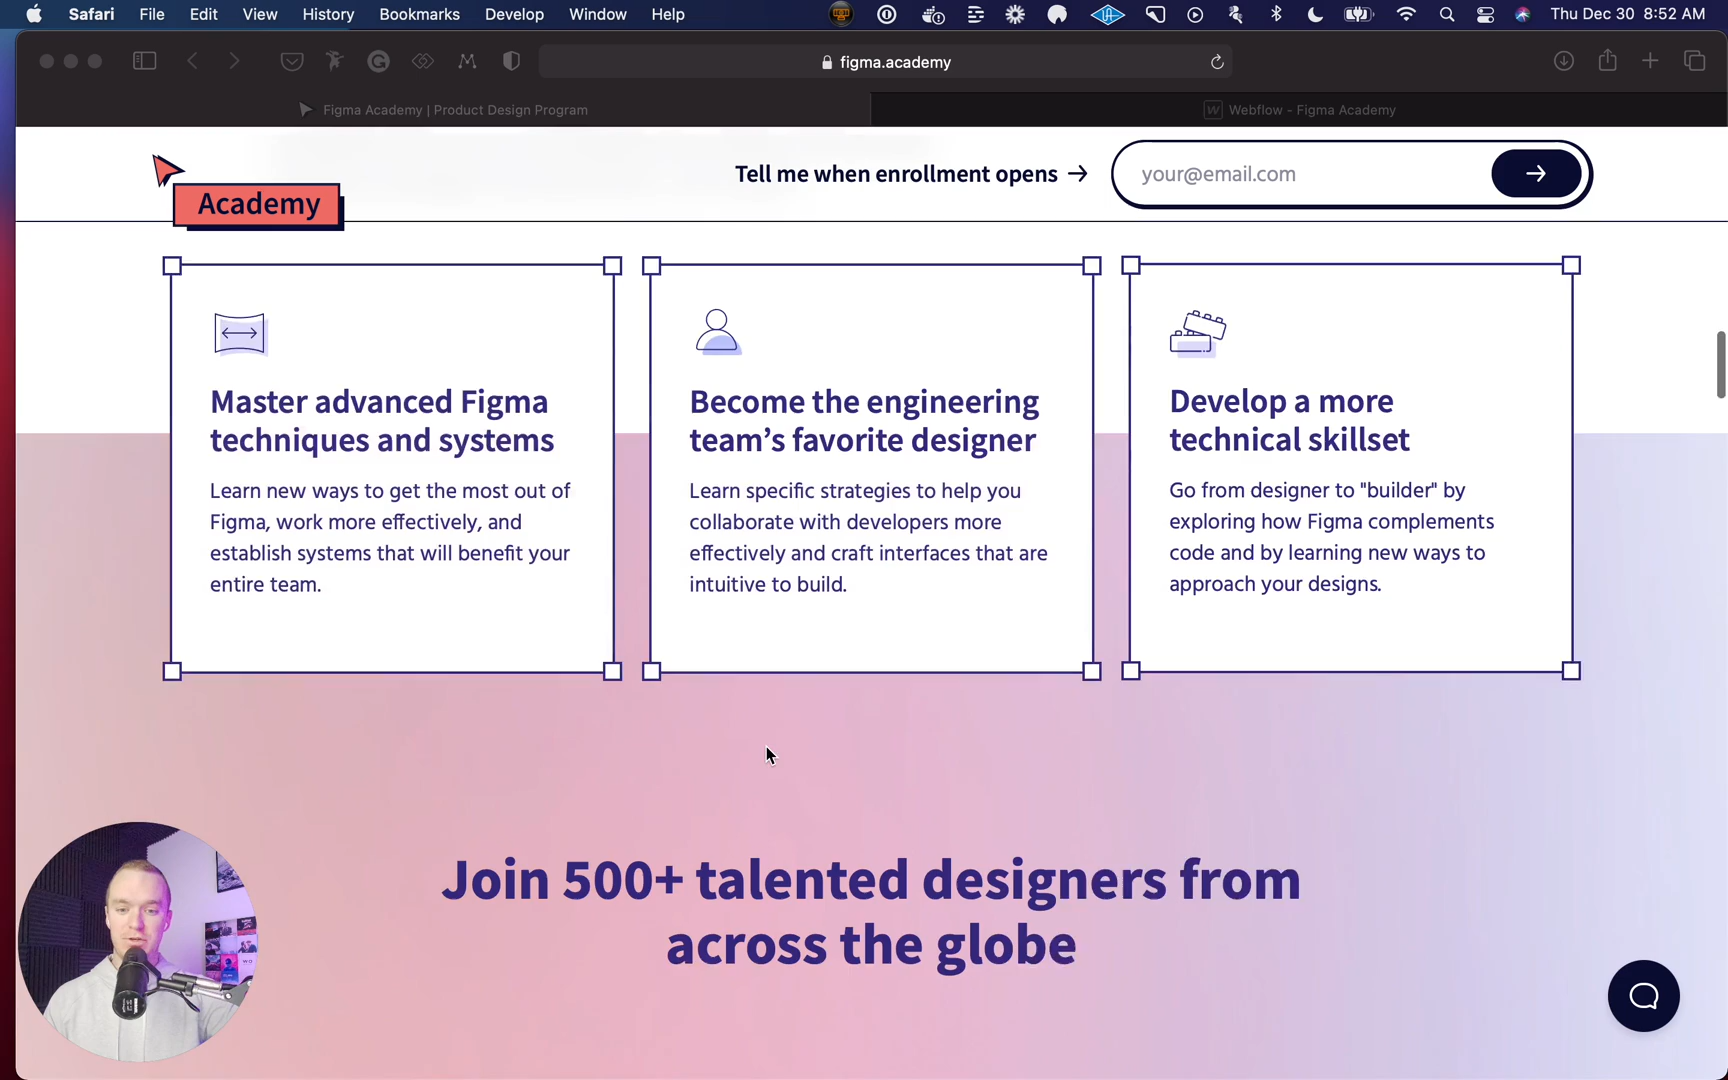 Safari File Edit View History Bookmarks Develop Window Help Thu Dec 30 8:52 AM
figma.academy
Figma Academy | Product Design Program
Webflow - Figma Academy
Academy
Tell me when enrollment opens →
your@email.com
Master advanced Figma
techniques and systems
Learn new ways to get the most out of
Figma, work more effectively, and
establish systems that will benefit your
entire team.
Become the engineering
team’s favorite designer
Learn specific strategies to help you
collaborate with developers more
effectively and craft interfaces that are
intuitive to build.
Develop a more
technical skillset
Go from designer to "builder" by
exploring how Figma complements
code and by learning new ways to
approach your designs.
Join 500+ talented designers from
across the globe